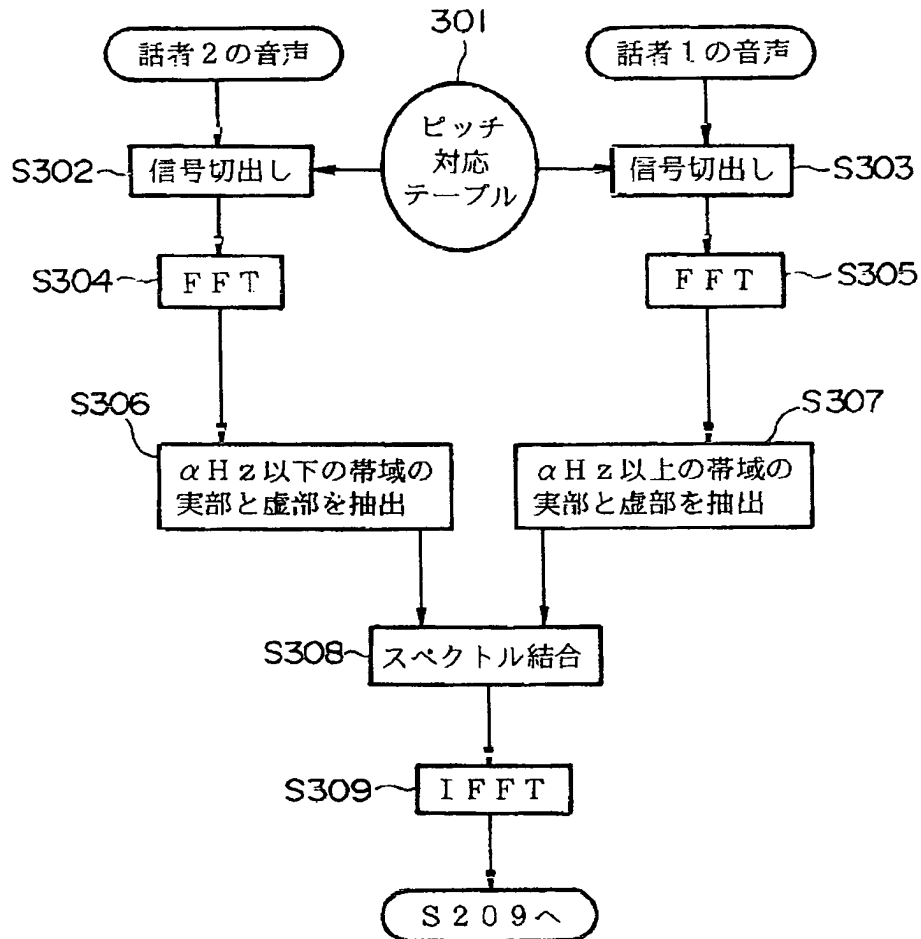 301
話者2の音声
話者1の音声
ピッチ
対応
テーブル
S302
信号切出し
信号切出し
S303
S304
FFT
FFT
S305
S306
S307
αHz以下の帯域の
実部と虚部を抽出
αHz以上の帯域の
実部と虚部を抽出
S308
スペクトル結合
S309
IFFT
S209へ